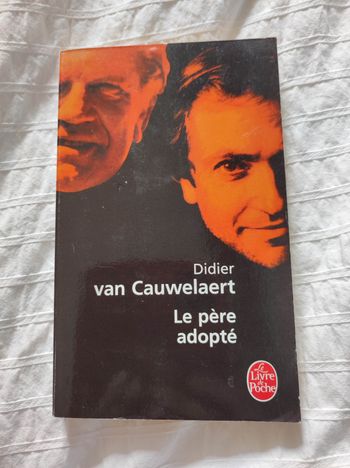 Didier
van Cauwelaert
Le père
adopté
Le
Livre
de
Poche